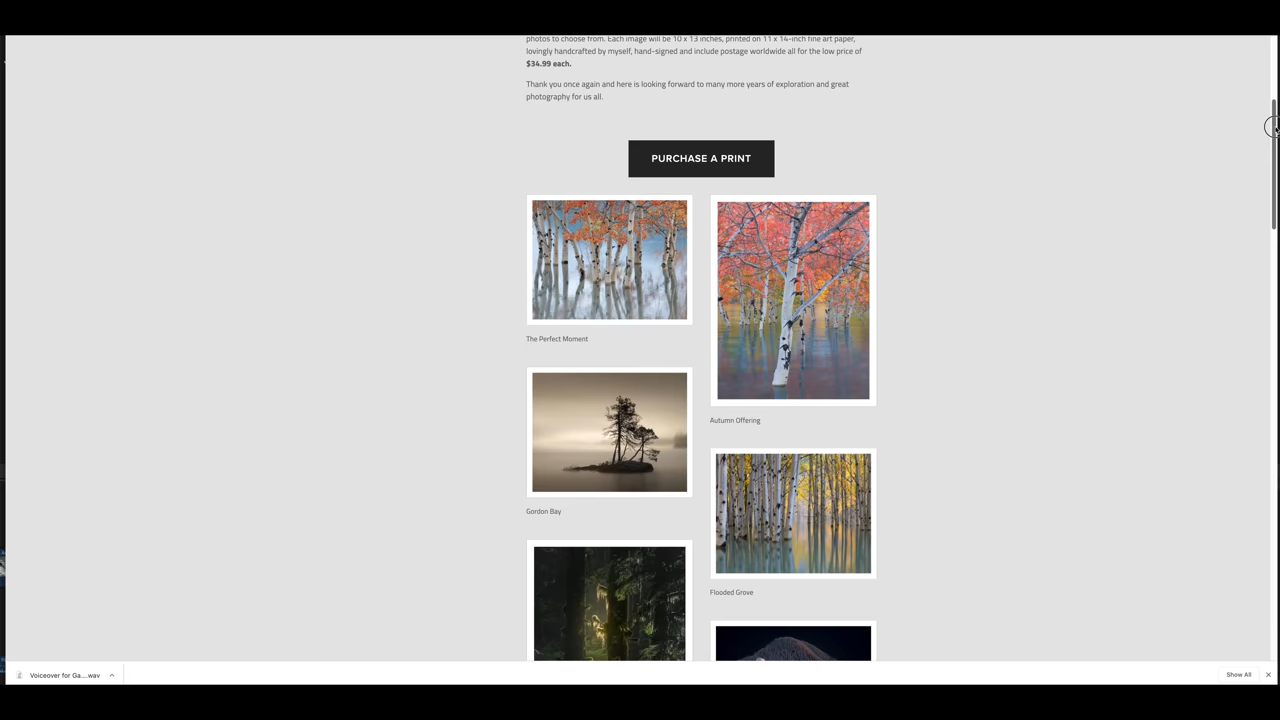 photos to choose from. Each image will be 10 x 13 inches, printed on 11 x 14-inch fine art paper,
lovingly handcrafted by myself, hand-signed and include postage worldwide all for the low price of
$34.99 each.
Thank you once again and here is looking forward to many more years of exploration and great
photography for us all.
PURCHASE A PRINT
The Perfect Moment
Autumn Offering
Gordon Bay
Flooded Grove
Voiceover for Ga....wav
Show All